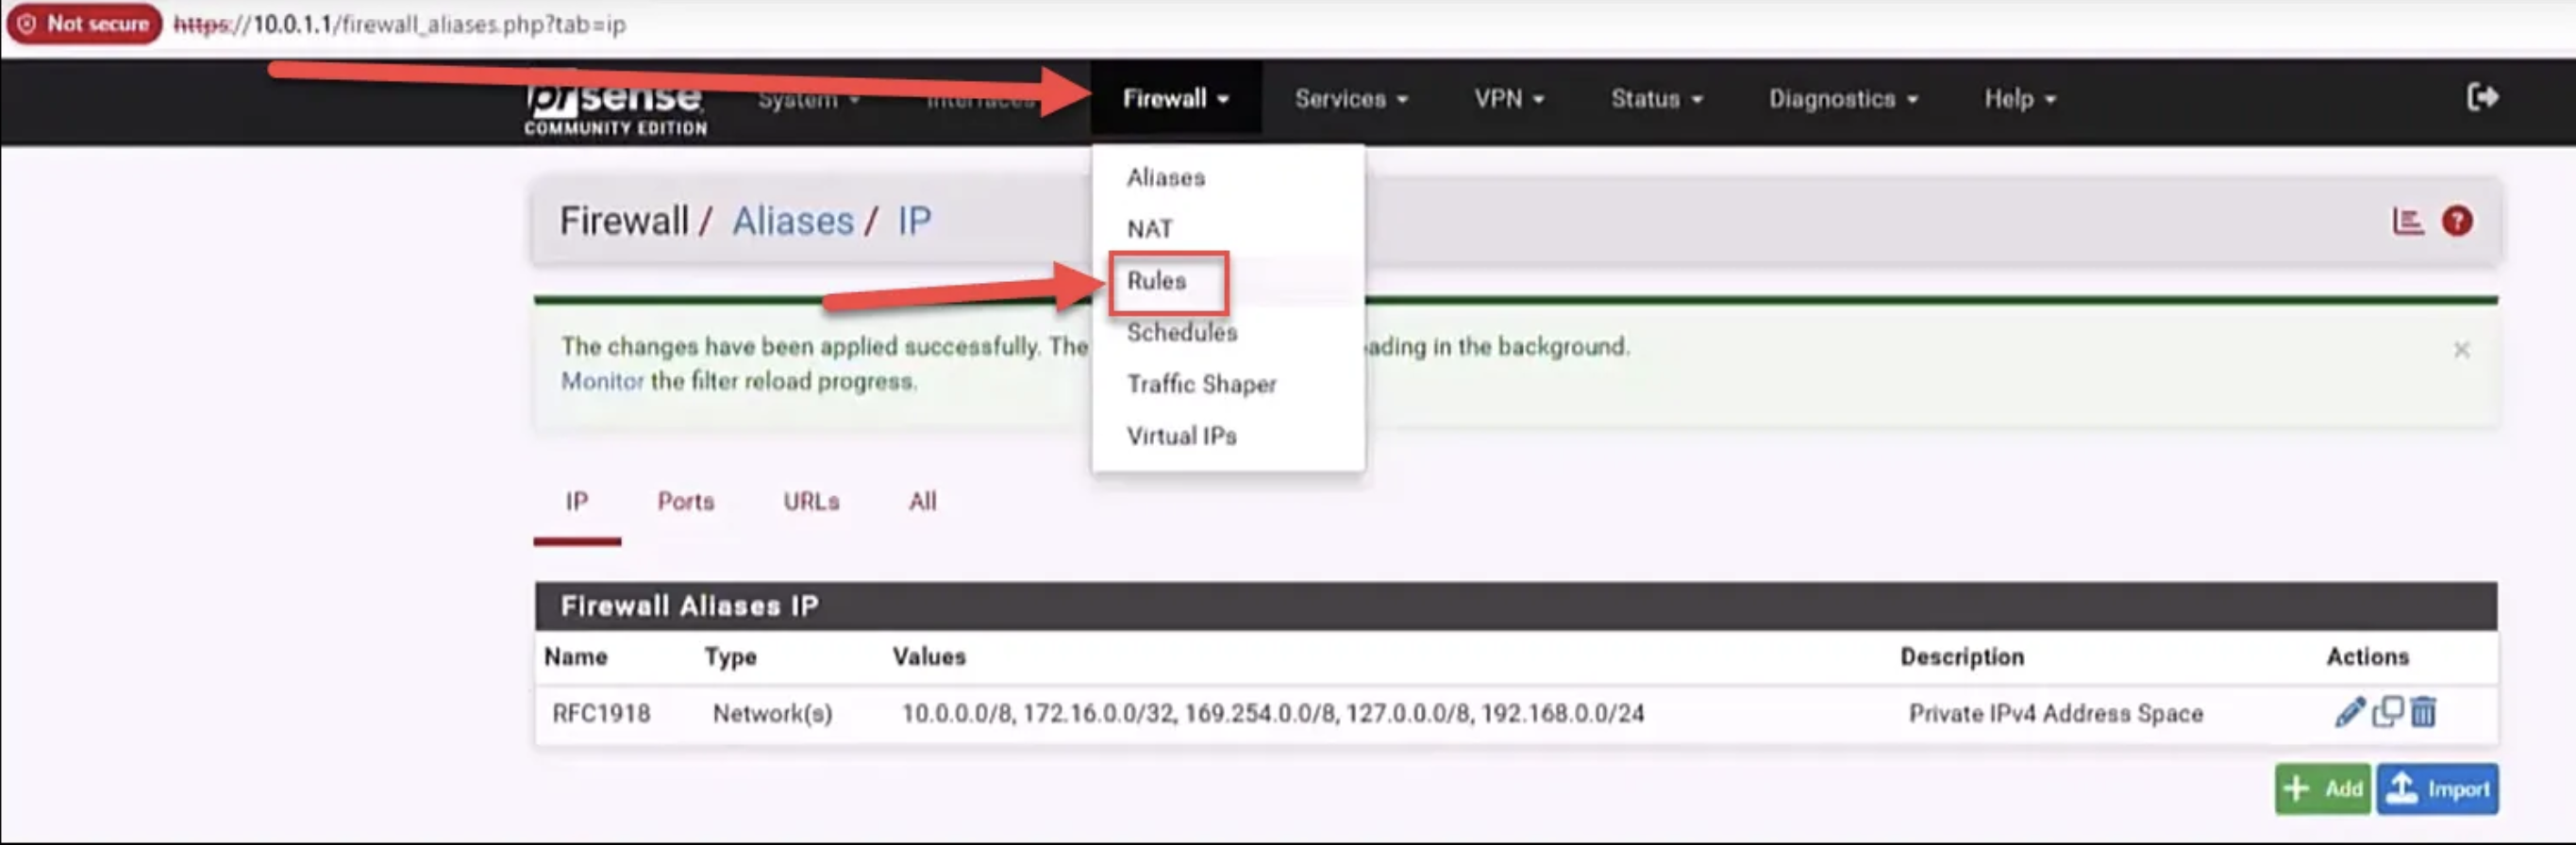 Not secure https://10.0.1.1/firewall_aliases.php?tab=ip
pfsense System Interfaces Firewall Services VPN Status Diagnostics Help
COMMUNITY EDITION
Aliases
NAT
Rules
Schedules
Traffic Shaper
Virtual IPs
Firewall / Aliases / IP
The changes have been applied successfully. The ading in the background.
Monitor the filter reload progress.
IP Ports URLs All
Firewall Aliases IP
Name Type Values Description Actions
RFC1918 Network(s) 10.0.0.0/8, 172.16.0.0/32, 169.254.0.0/8, 127.0.0.0/8, 192.168.0.0/24 Private IPv4 Address Space
Add Import